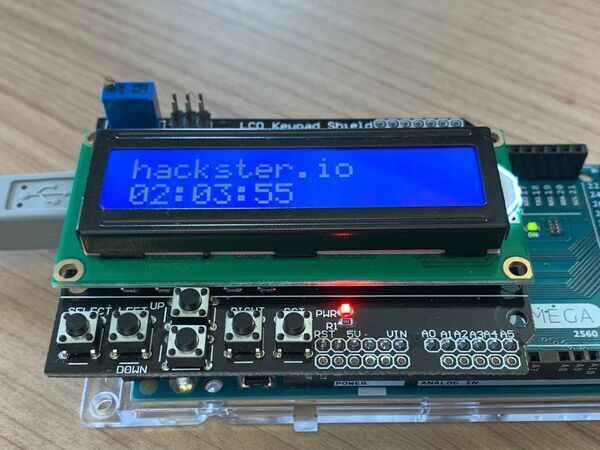 LCD Keypad Shield
hackster.io
02:03:55
ON
SELECT LEFT UP RIGHT RST
DOWN
PWR
R1
RST 5V VIN A0 A1 A2 A3 A4 A5
MEGA
2560
POWER ANALOG IN